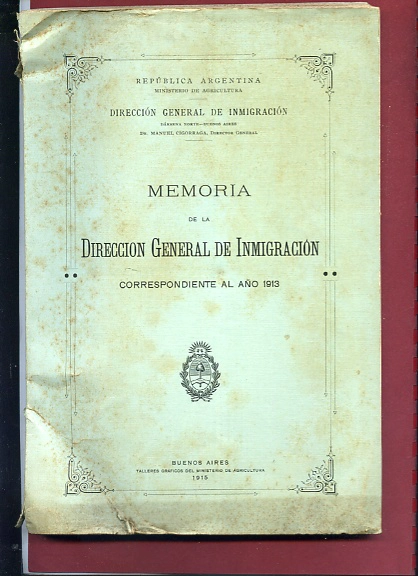 REPÚBLICA ARGENTINA
MINISTERIO DE AGRICULTURA
DIRECCIÓN GENERAL DE INMIGRACIÓN
DÁRSENA NORTE—BUENOS AIRES
DR. MANUEL CIGORRAGA, DIRECTOR GENERAL
MEMORIA
DE LA
DIRECCION GENERAL DE INMIGRACIÓN
CORRESPONDIENTE AL AÑO 1913
BUENOS AIRES
TALLERES GRÁFICOS DEL MINISTERIO DE AGRICULTURA
1915